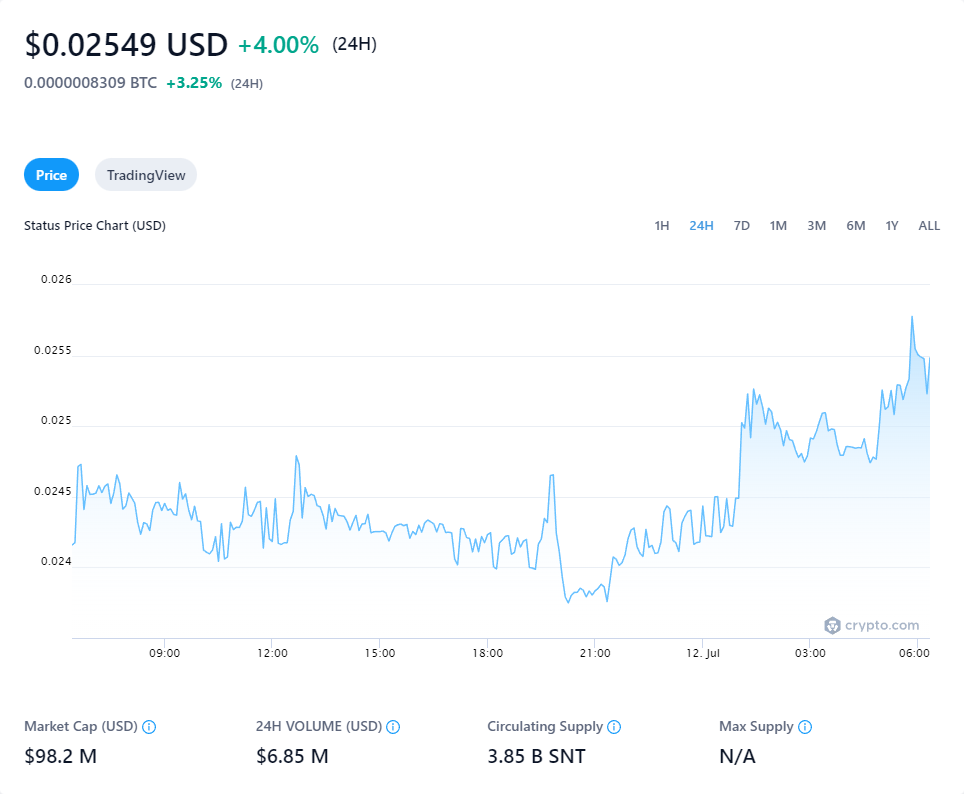 $0.02549 USD +4.00% (24H)
0.0000008309 BTC +3.25% (24H)
Price TradingView
Status Price Chart (USD) 1H 24H 7D 1M 3M 6M 1Y ALL
0.026
0.0255
0.025
0.0245
0.024
crypto.com
09:00 12:00 15:00 18:00 21:00 12. Jul 03:00 06:00
Market Cap (USD) 24H VOLUME (USD) Circulating Supply Max Supply
$98.2 M $6.85 M 3.85 B SNT N/A